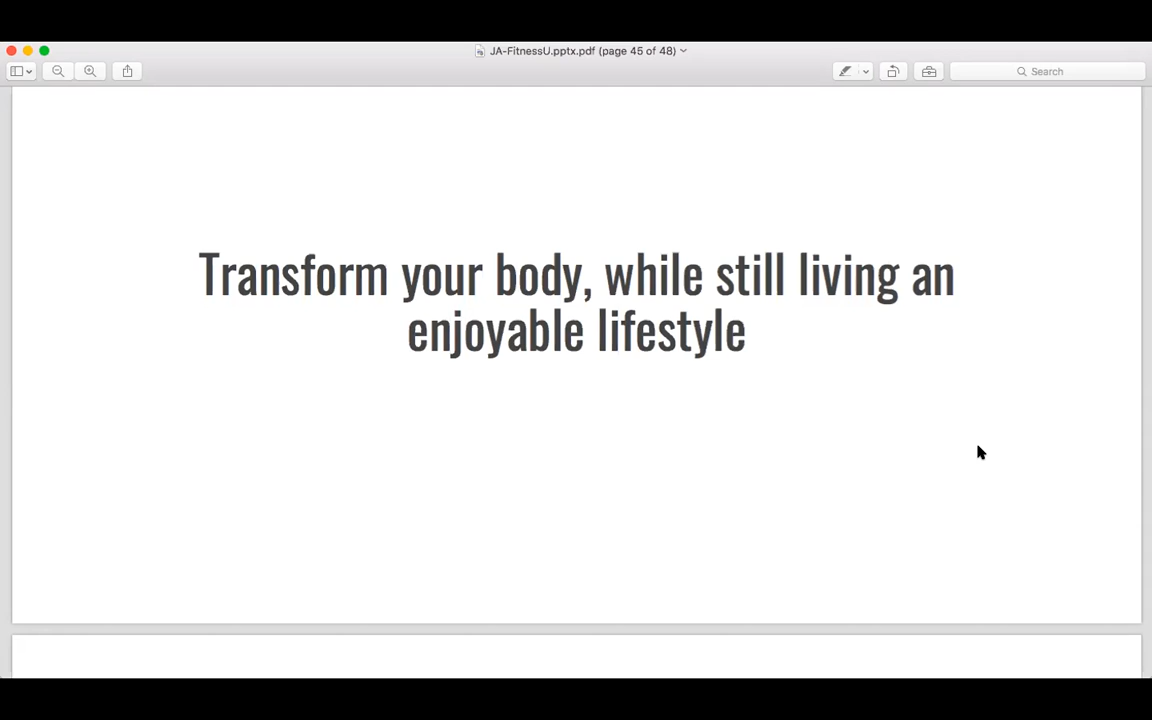 JA-FitnessU.pptx.pdf (page 45 of 48)
Search
Transform your body, while still living an
enjoyable lifestyle